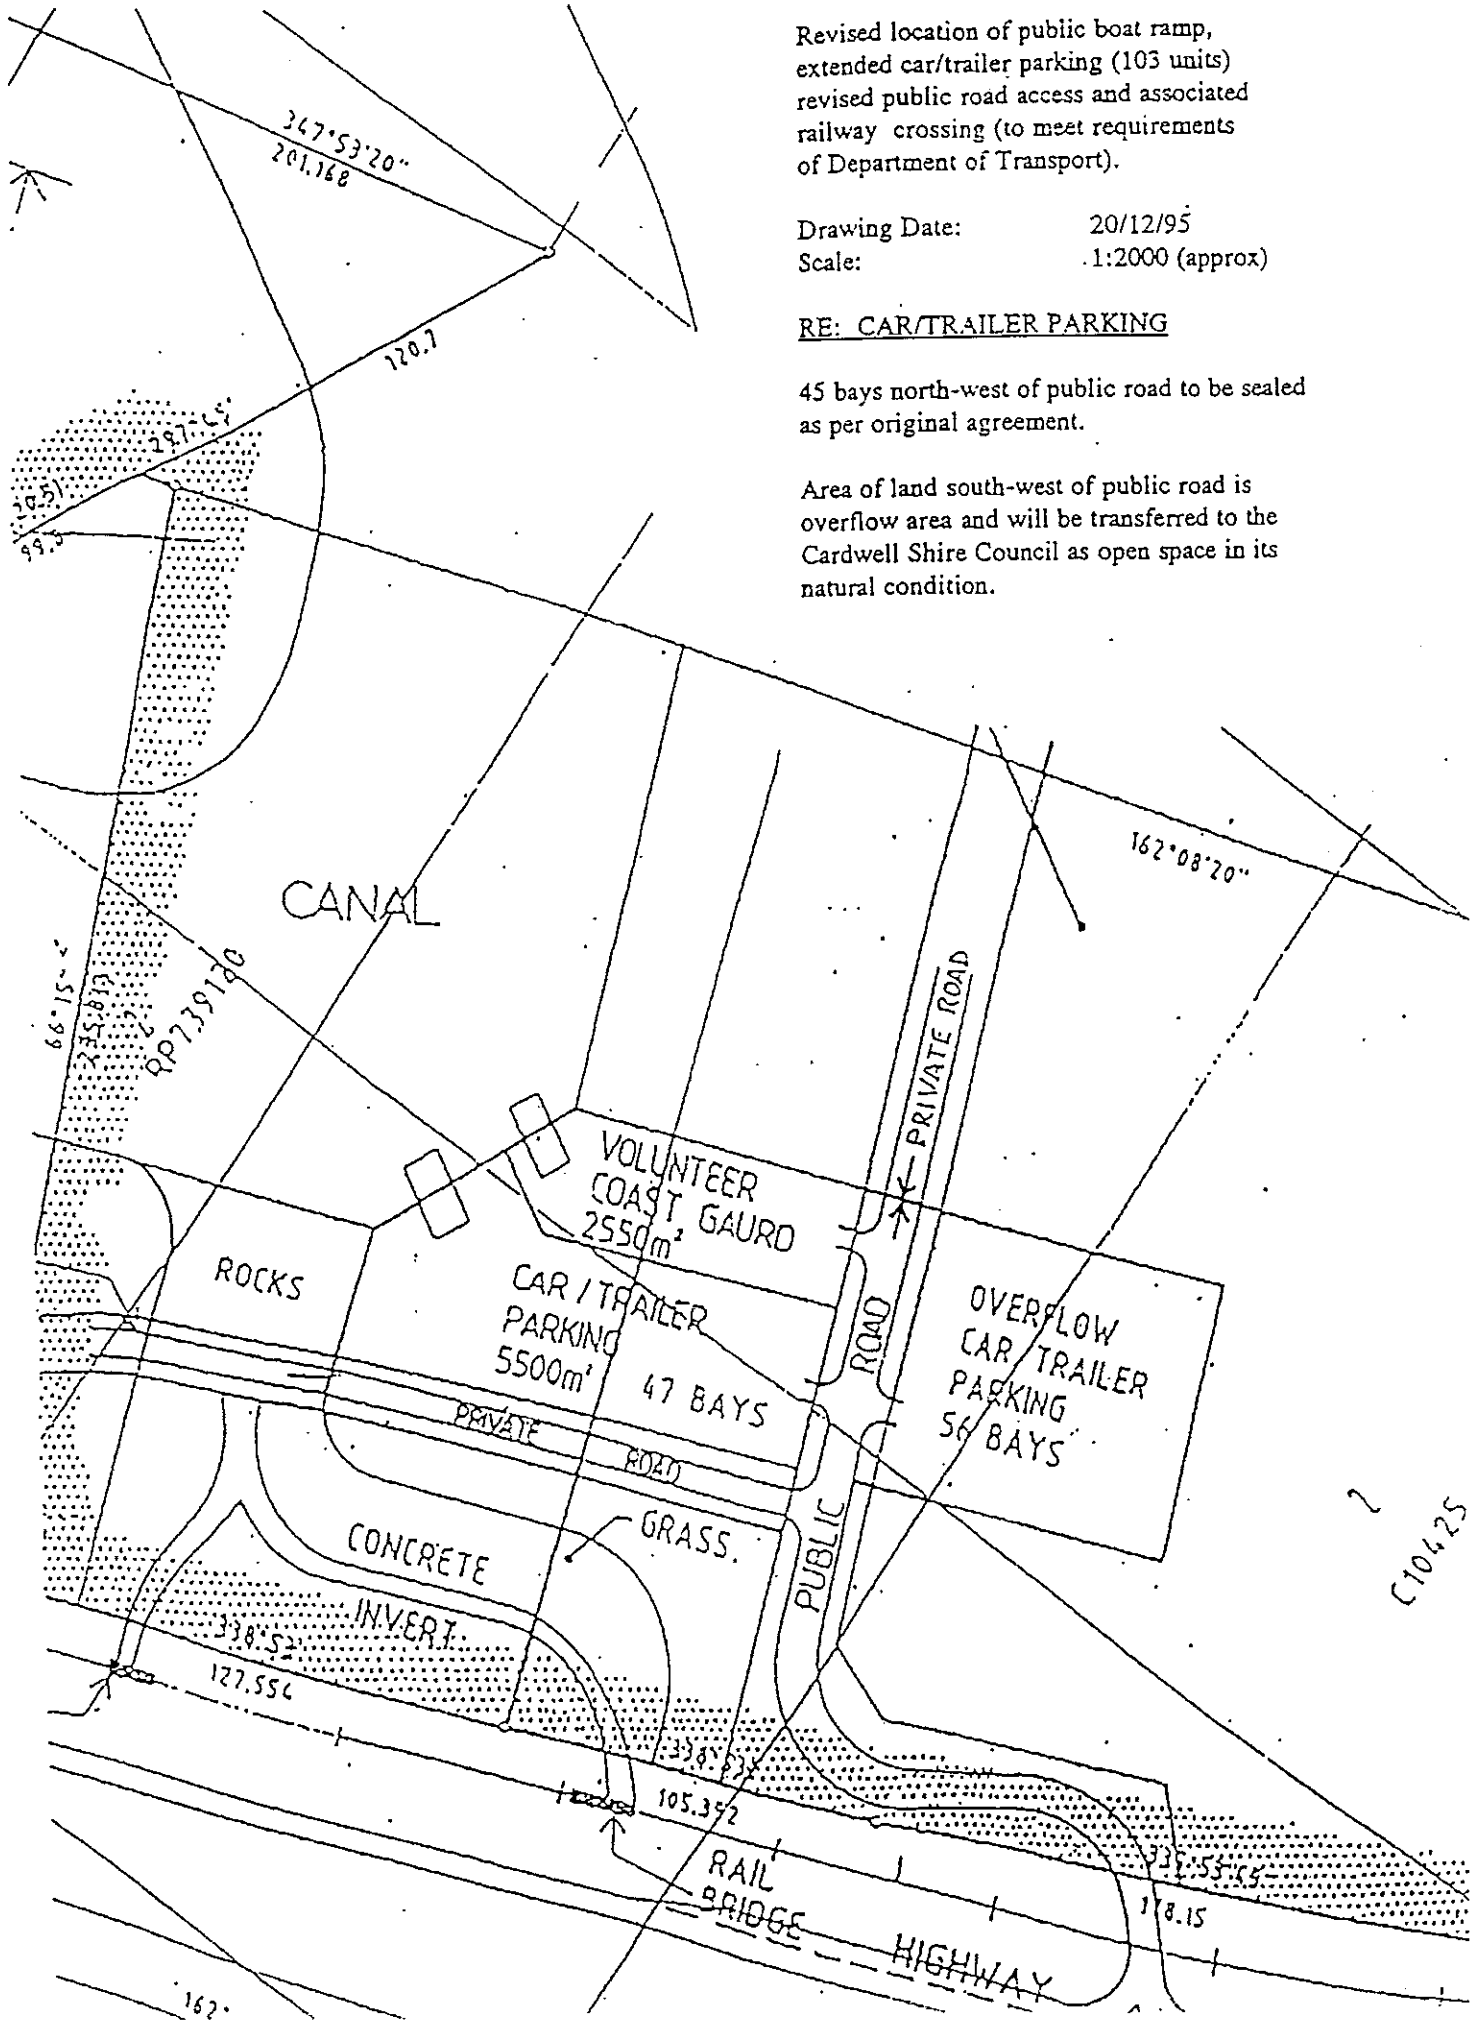 Revised location of public boat ramp,
extended car/trailer parking (103 units)
revised public road access and associated
railway crossing (to meet requirements
of Department of Transport).
Drawing Date: 20/12/95
Scale: 1:2000 (approx)
RE: CAR/TRAILER PARKING
45 bays north-west of public road to be sealed
as per original agreement.
Area of land south-west of public road is
overflow area and will be transferred to the
Cardwell Shire Council as open space in its
natural condition.
347°53'20"
201.168
120.7
162°08'20"
CANAL
RP739120
PRIVATE ROAD
VOLUNTEER
COAST GAURD
2550m²
ROCKS
CAR / TRAILER
PARKING
5500m²
47 BAYS
ROAD
OVERFLOW
CAR / TRAILER
PARKING
56 BAYS
PRIVATE ROAD
GRASS.
PUBLIC
CONCRETE
INVERT
2
C10425
127.554
105.392
118.15
RAIL
BRIDGE
HIGHWAY
162°